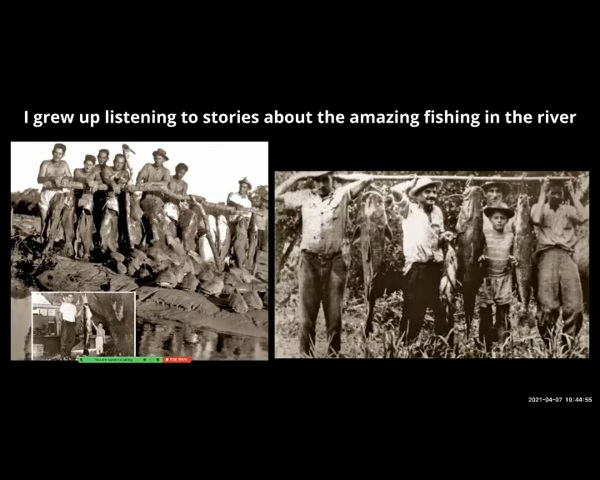 I grew up listening to stories about the amazing fishing in the river
2021-04-07 19:44:55